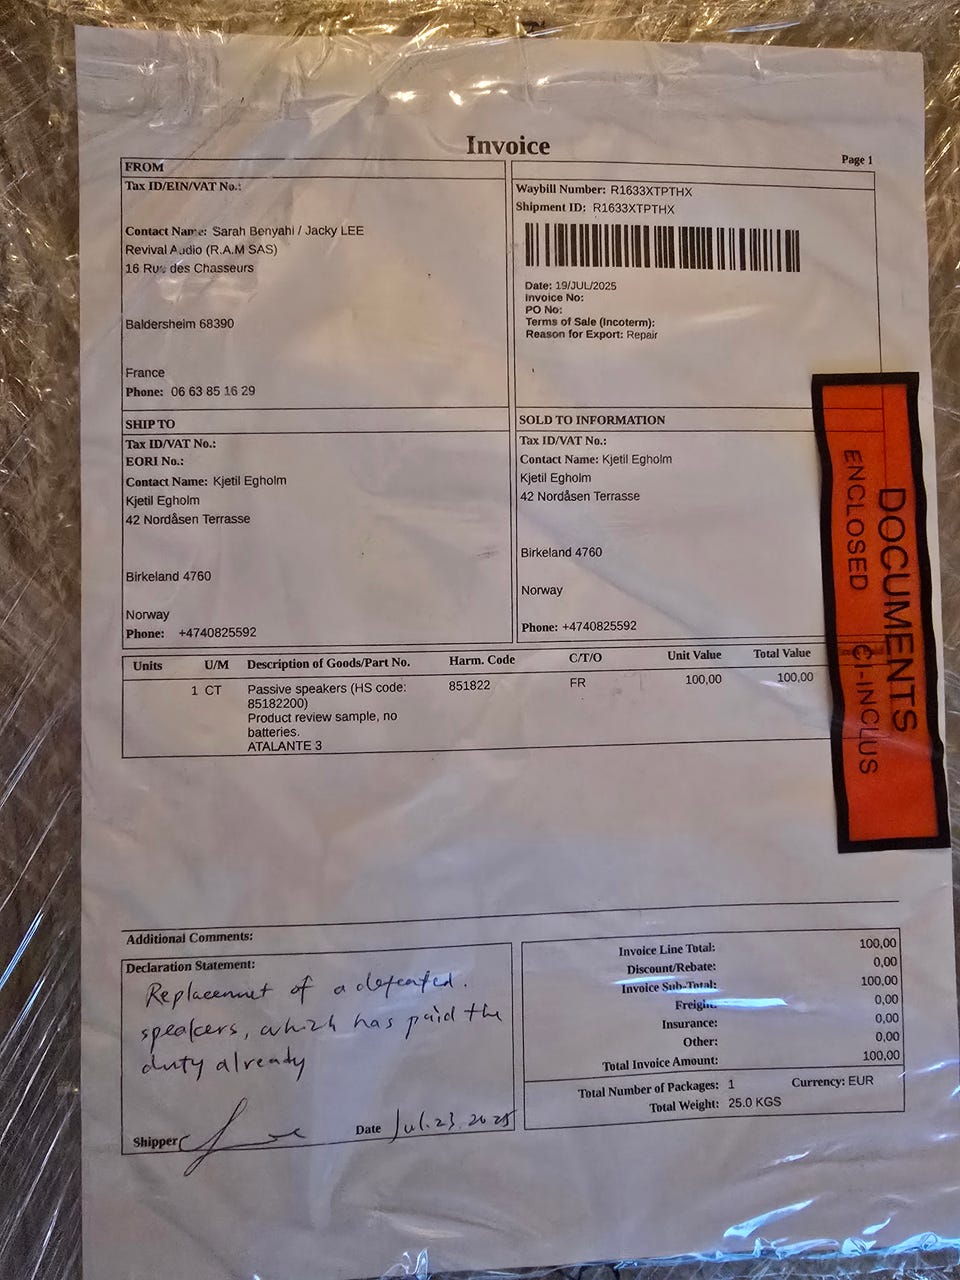 Invoice
Page 1
FROM
Tax ID/EIN/VAT No.:
Contact Name: Sarah Benyahi / Jacky LEE
Revival Audio (R.A.M SAS)
16 Rue des Chasseurs
Baldersheim 68390
France
Phone: 06 63 85 16 29
Waybill Number: R1633XTPTHX
Shipment ID: R1633XTPTHX
Date: 19/JUL/2025
Invoice No:
PO No:
Terms of Sale (Incoterm):
Reason for Export: Repair
SHIP TO
Tax ID/VAT No.:
EORI No.:
Contact Name: Kjetil Egholm
Kjetil Egholm
42 Nordåsen Terrasse
Birkeland 4760
Norway
Phone: +4740825592
SOLD TO INFORMATION
Tax ID/VAT No.:
Contact Name: Kjetil Egholm
Kjetil Egholm
42 Nordåsen Terrasse
Birkeland 4760
Norway
Phone: +4740825592
Units U/M Description of Goods/Part No. Harm. Code C/T/O Unit Value Total Value
1 CT Passive speakers (HS code: 851822 FR 100,00 100,00
85182200)
Product review sample, no
batteries.
ATALANTE 3
DOCUMENTS
ENCLOSED CI-INCLUS
Additional Comments:
Declaration Statement:
Replacement of a defeated.
speakers, which has paid the
duty already
Shipper
Date Jul.23.2025
Invoice Line Total: 100,00
Discount/Rebate: 0,00
Invoice Sub-Total: 100,00
Freight: 0,00
Insurance: 0,00
Other: 0,00
Total Invoice Amount: 100,00
Total Number of Packages: 1 Currency: EUR
Total Weight: 25.0 KGS